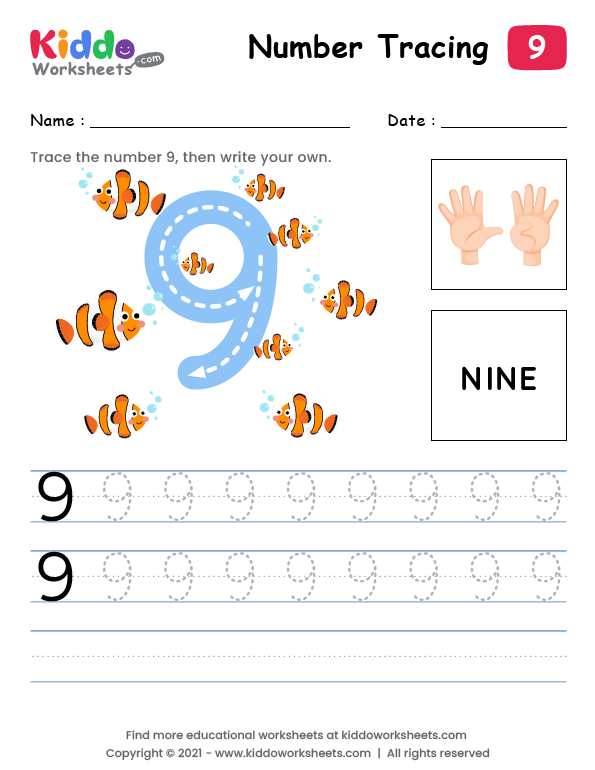 Kiddo
Worksheets.com
Number Tracing 9
Name : Date :
Trace the number 9, then write your own.
9
NINE
9 9 9 9 9 9 9 9 9
9 9 9 9 9 9 9 9 9
Find more educational worksheets at kiddoworksheets.com
Copyright © 2021 - www.kiddoworksheets.com | All rights reserved